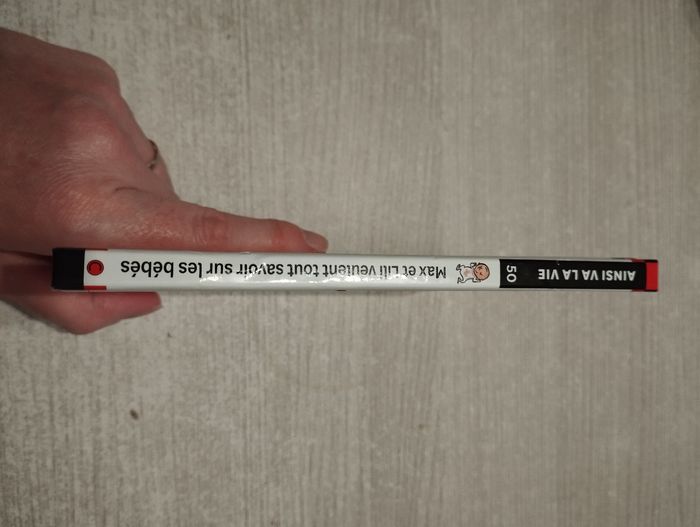 AINSI VA LA VIE
50
Max et Lili veulent tout savoir sur les bébés